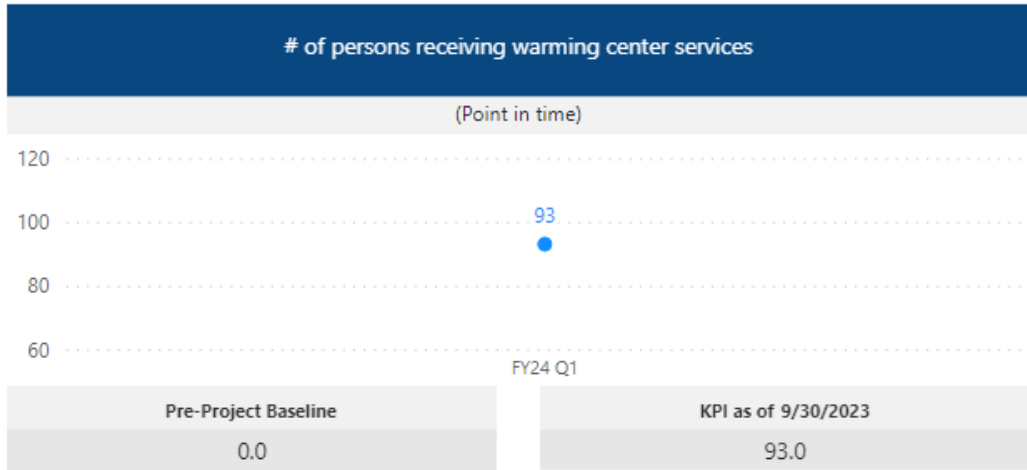 # of persons receiving warming center services
(Point in time)
120
100
93
80
60
FY24 Q1
Pre-Project Baseline
KPI as of 9/30/2023
0.0
93.0